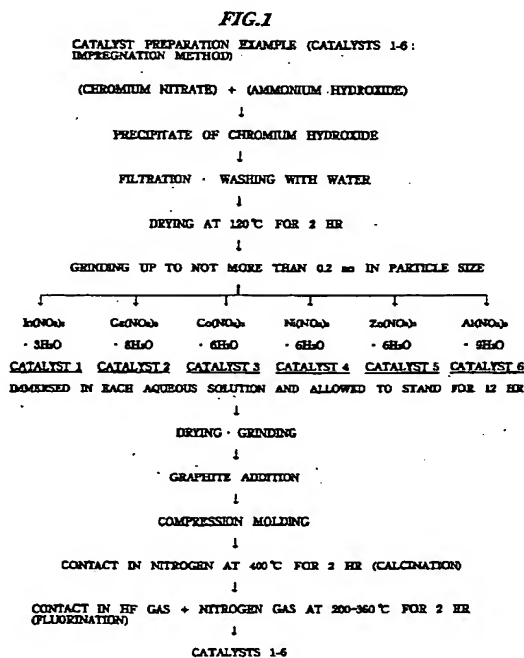 FIG.1
CATALYST PREPARATION EXAMPLE (CATALYSTS 1-6 :
IMPREGNATION METHOD)
(CHROMIUM NITRATE) + (AMMONIUM HYDROXIDE)
↓
PRECIPITATE OF CHROMIUM HYDROXIDE
↓
FILTRATION · WASHING WITH WATER
↓
DRYING AT 120℃ FOR 2 HR
↓
GRINDING UP TO NOT MORE THAN 0.2 IN PARTICLE SIZE
In(NO₃)₃ Co(NO₃)₂ Ni(NO₃)₂ Zn(NO₃)₂ Al(NO₃)₃
· 3H₂O · 8H₂O · 6H₂O · 6H₂O · 6H₂O · 9H₂O
CATALYST 1 CATALYST 2 CATALYST 3 CATALYST 4 CATALYST 5 CATALYST 6
IMMERSED IN EACH AQUEOUS SOLUTION AND ALLOWED TO STAND FOR 12 HR
↓
DRYING · GRINDING
↓
GRAPHITE ADDITION
↓
COMPRESSION MOLDING
↓
CONTACT IN NITROGEN AT 400℃ FOR 2 HR (CALCINATION)
↓
CONTACT IN HF GAS + NITROGEN GAS AT 200-360℃ FOR 2 HR
(FLUORINATION)
↓
CATALYSTS 1-6